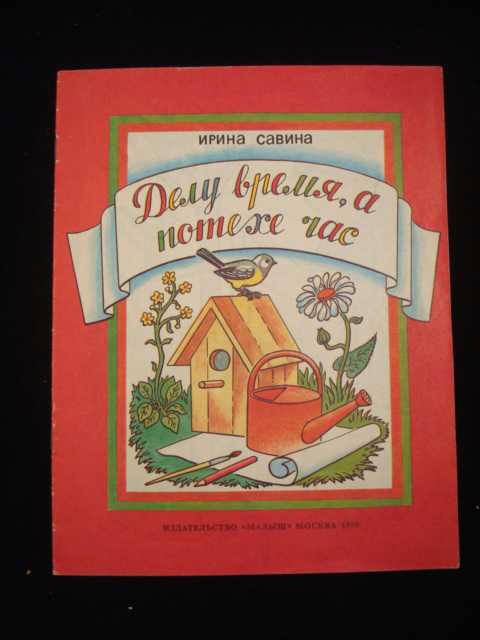 ИРИНА САВИНА
Делу время, а
потехе час
ИЗДАТЕЛЬСТВО «МАЛЫШ» МОСКВА